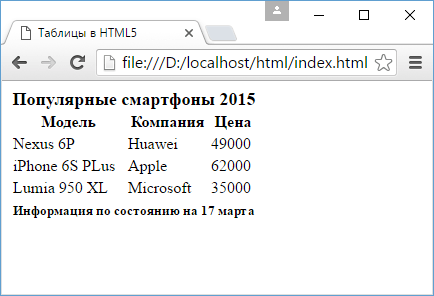 Таблицы в HTML5
file:///D:/localhost/html/index.html
Популярные смартфоны 2015
Модель Компания Цена
Nexus 6P Huawei 49000
iPhone 6S PLus Apple 62000
Lumia 950 XL Microsoft 35000
Информация по состоянию на 17 марта